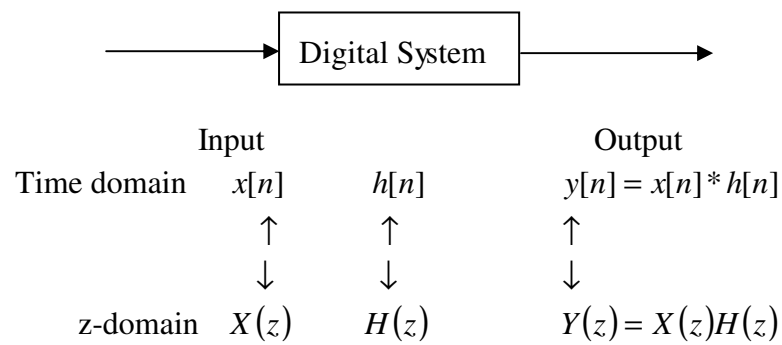 Digital System
Input Output
Time domain x[n] h[n] y[n] = x[n]* h[n]
↑ ↑ ↑
↓ ↓ ↓
z-domain X(z) H(z) Y(z) = X(z)H(z)